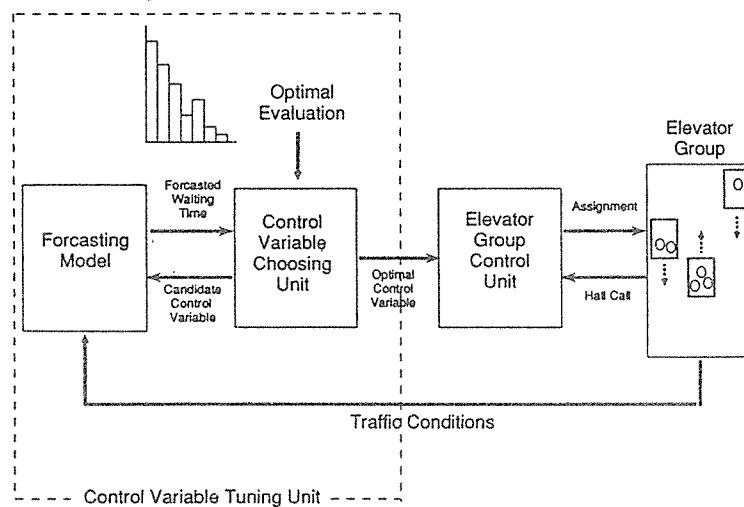 Optimal
Evaluation
Elevator
Group
Forcasting
Model
Forcasted
Waiting
Time
Candidate
Control
Variable
Control
Variable
Choosing
Unit
Optimal
Control
Variable
Elevator
Group
Control
Unit
Assignment
Hall Call
Traffic Conditions
Control Variable Tuning Unit